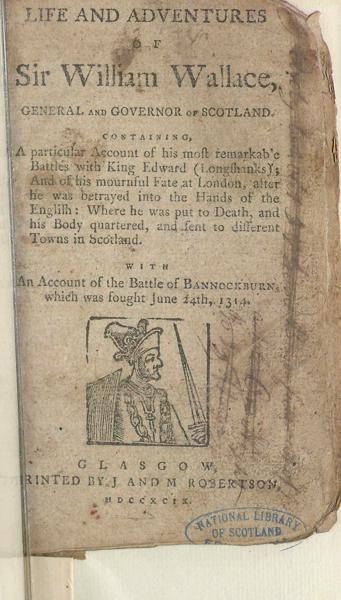 LIFE AND ADVENTURES
OF
Sir William Wallace,
GENERAL AND GOVERNOR OF SCOTLAND.
CONTAINING,
A particular Account of his moſt remarkab'e
Battles with King Edward (Longſhanks);
And of his mournful Fate at London, after
he was betrayed into the Hands of the
Engliſh: Where he was put to Death, and
his Body quartered, and ſent to different
Towns in Scotland.
WITH
An Account of the Battle of BANNOCKBURN,
which was fought June 24th, 1314.
GLASGOW,
PRINTED BY J AND M ROBERTSON,
MDCCXCIX.
NATIONAL LIBRARY
OF SCOTLAND